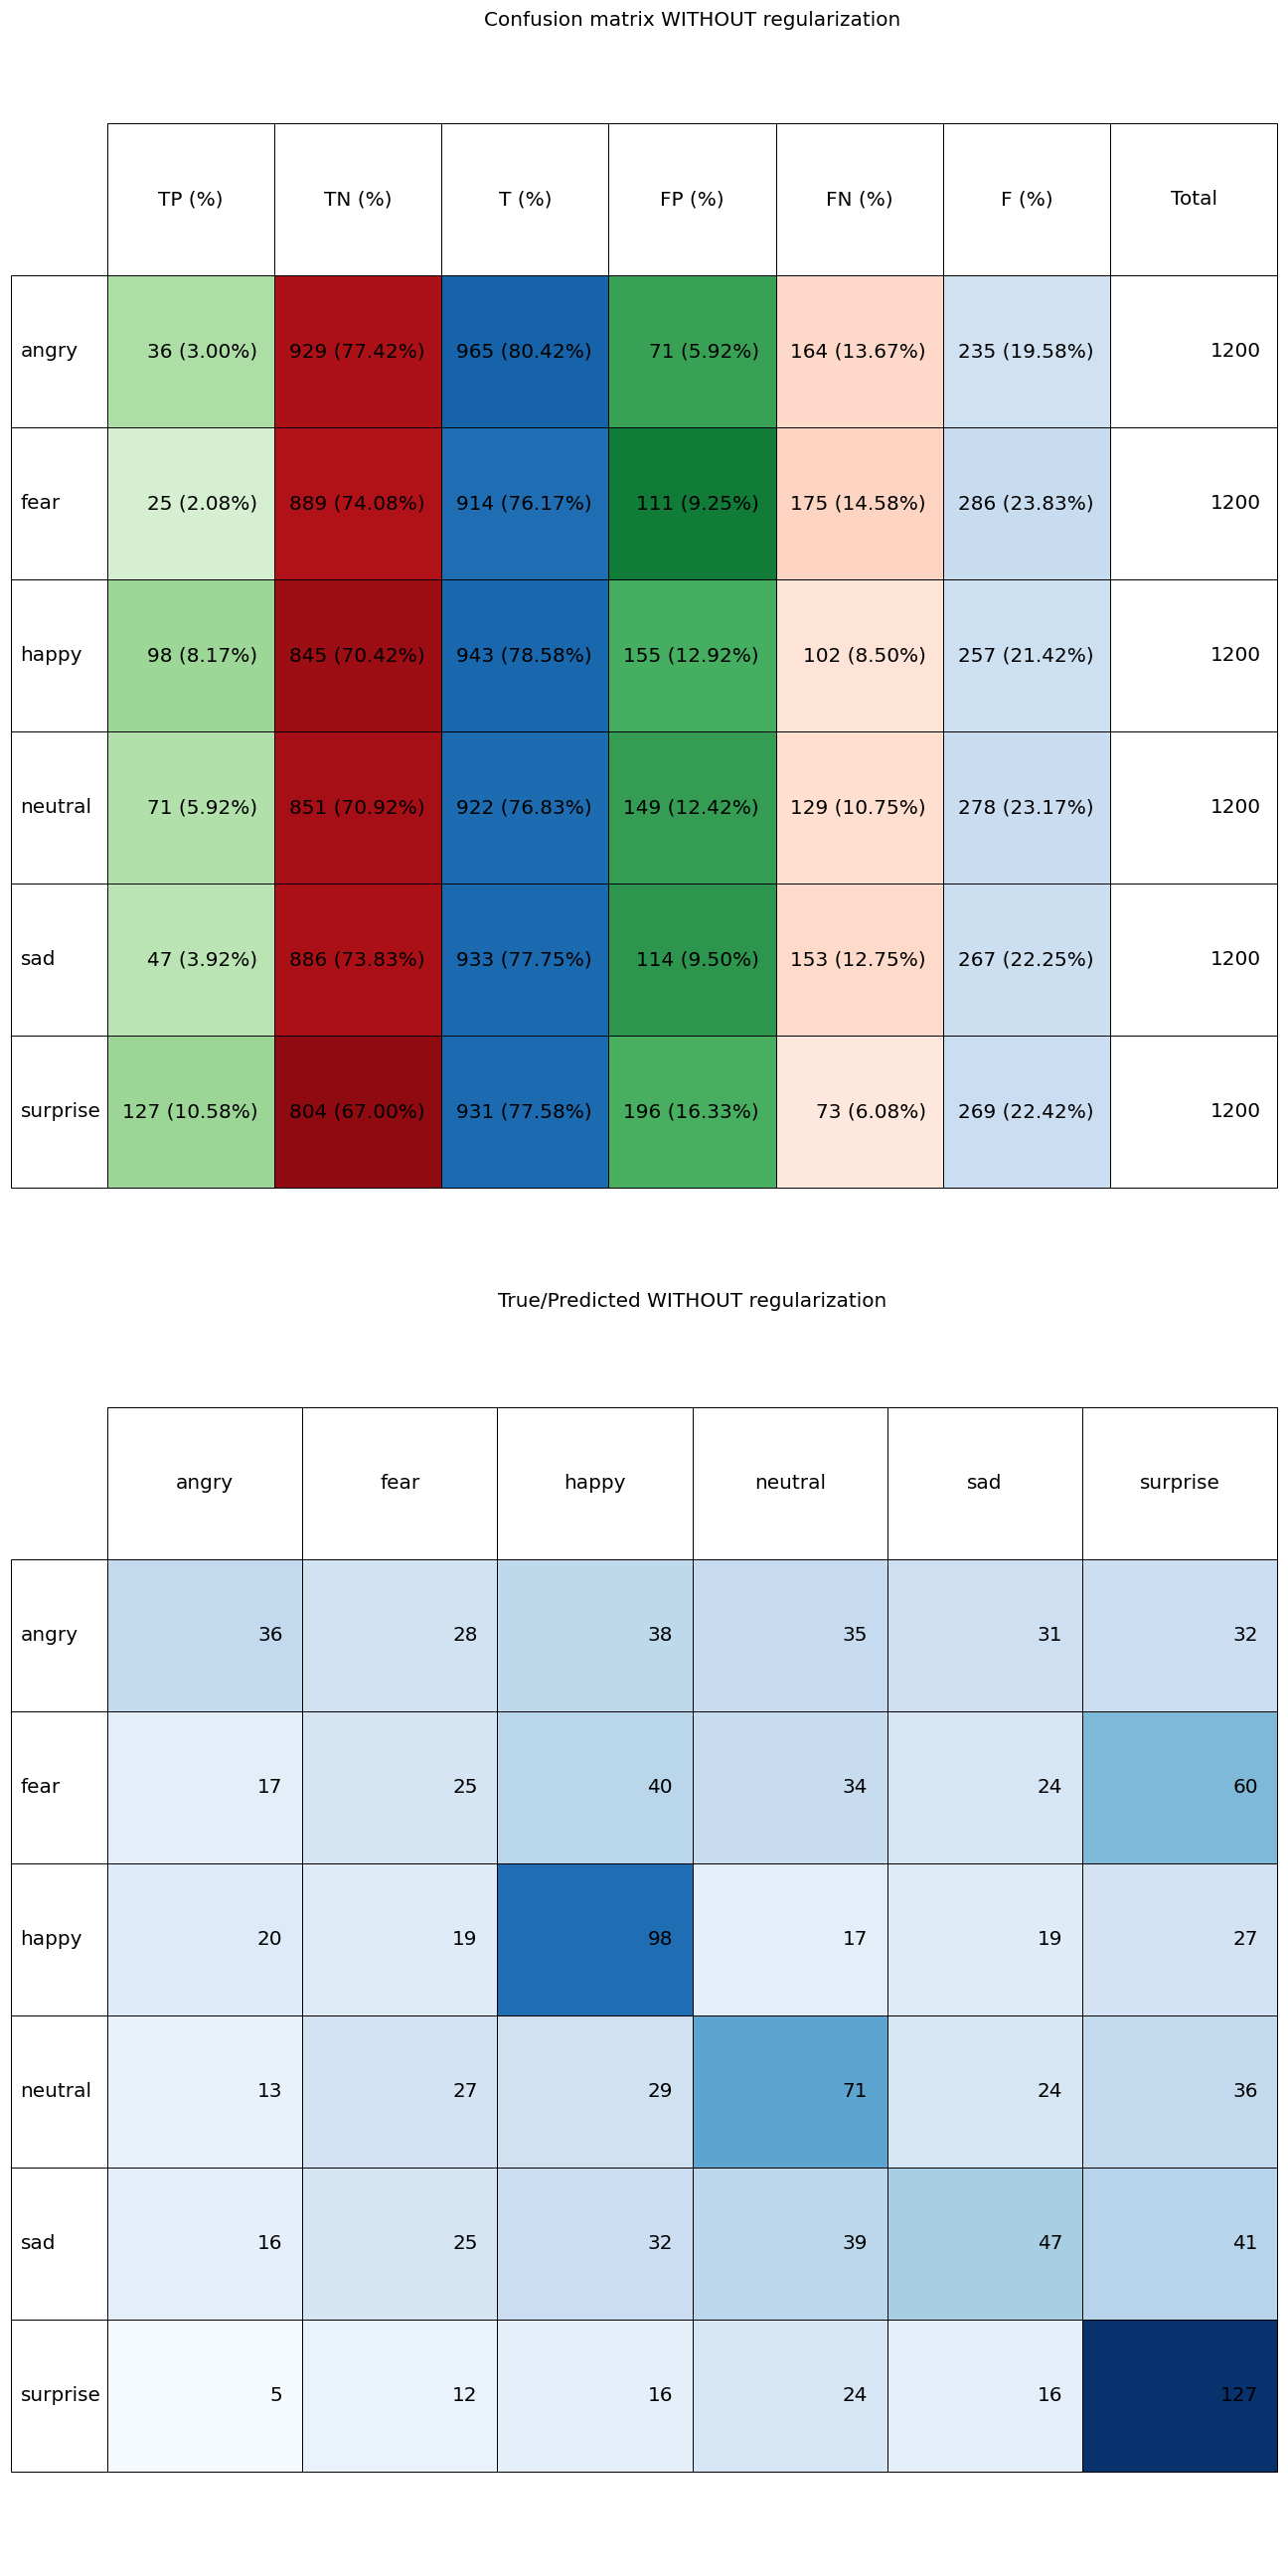 Confusion matrix WITHOUT regularization
TP (%) TN (%) T (%) FP (%) FN (%) F (%) Total
angry 36 (3.00%) 929 (77.42%) 965 (80.42%) 71 (5.92%) 164 (13.67%) 235 (19.58%) 1200
fear 25 (2.08%) 889 (74.08%) 914 (76.17%) 111 (9.25%) 175 (14.58%) 286 (23.83%) 1200
happy 98 (8.17%) 845 (70.42%) 943 (78.58%) 155 (12.92%) 102 (8.50%) 257 (21.42%) 1200
neutral 71 (5.92%) 851 (70.92%) 922 (76.83%) 149 (12.42%) 129 (10.75%) 278 (23.17%) 1200
sad 47 (3.92%) 886 (73.83%) 933 (77.75%) 114 (9.50%) 153 (12.75%) 267 (22.25%) 1200
surprise 127 (10.58%) 804 (67.00%) 931 (77.58%) 196 (16.33%) 73 (6.08%) 269 (22.42%) 1200
True/Predicted WITHOUT regularization
angry fear happy neutral sad surprise
angry 36 28 38 35 31 32
fear 17 25 40 34 24 60
happy 20 19 98 17 19 27
neutral 13 27 29 71 24 36
sad 16 25 32 39 47 41
surprise 5 12 16 24 16 127